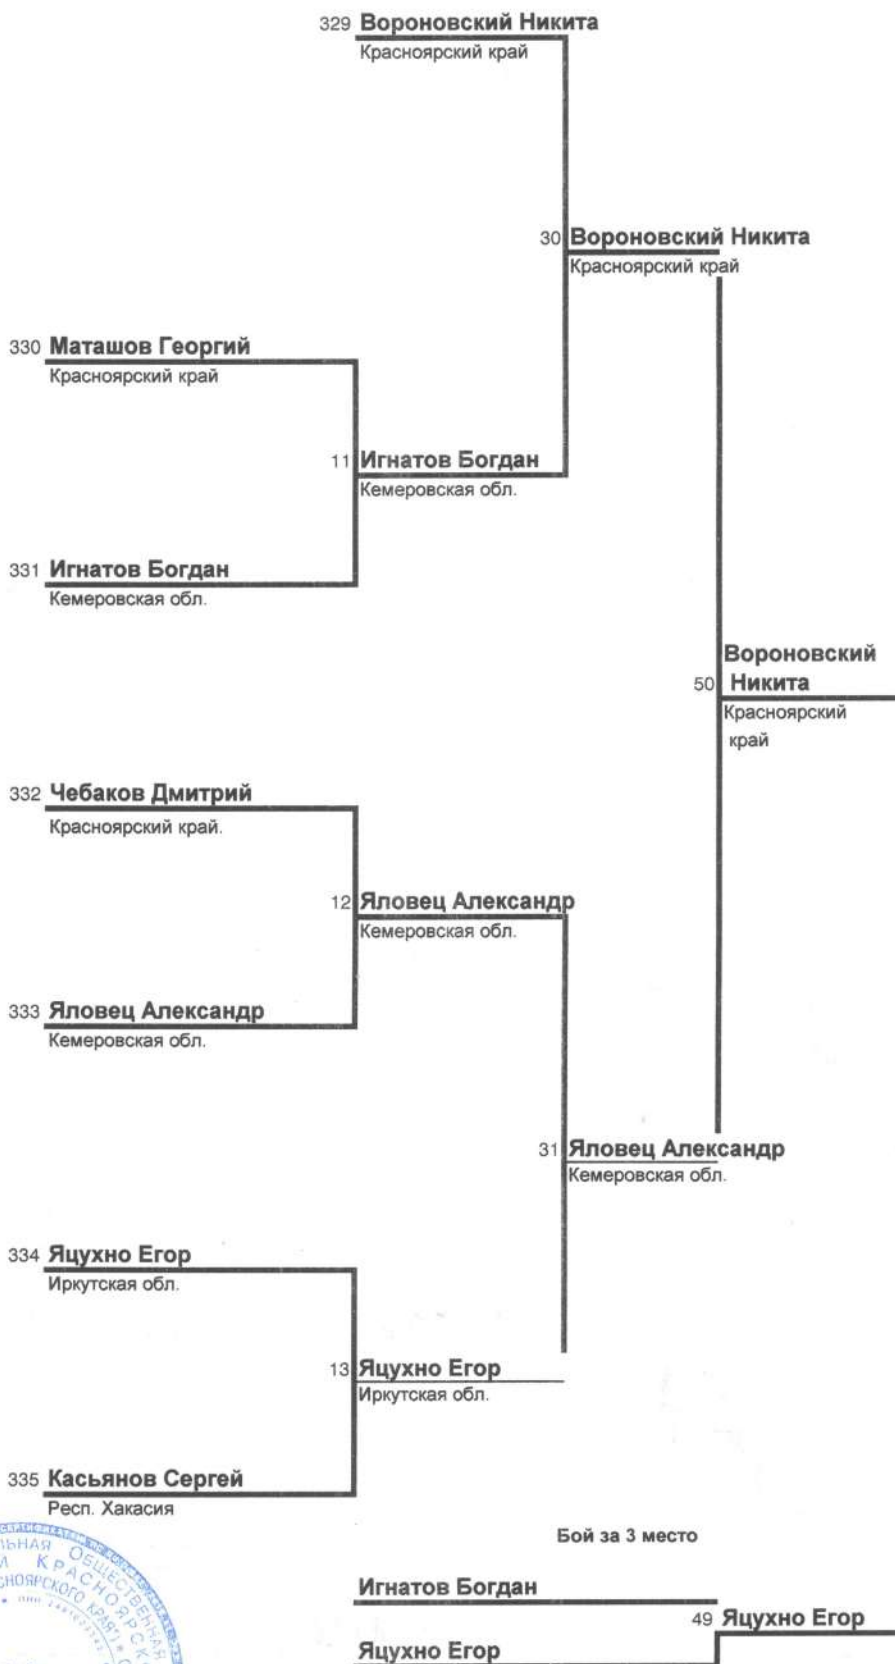 329 Вороновский Никита
Красноярский край
30 Вороновский Никита
Красноярский край
330 Маташов Георгий
Красноярский край
11 Игнатов Богдан
Кемеровская обл.
331 Игнатов Богдан
Кемеровская обл.
Вороновский
50 Никита
Красноярский
край
332 Чебаков Дмитрий
Красноярский край.
12 Яловец Александр
Кемеровская обл.
333 Яловец Александр
Кемеровская обл.
31 Яловец Александр
Кемеровская обл.
334 Яцухно Егор
Иркутская обл.
13 Яцухно Егор
Иркутская обл.
335 Касьянов Сергей
Респ. Хакасия
Бой за 3 место
Игнатов Богдан
49 Яцухно Егор
Яцухно Егор